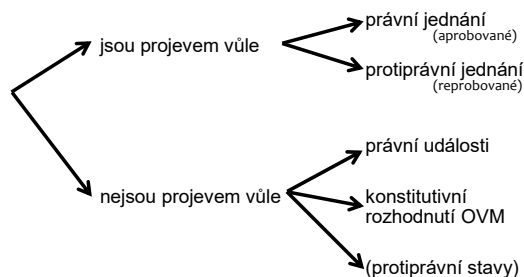 právní jednání
(aprobované)
jsou projevem vůle
protiprávní jednání
(reprobované)
právní události
nejsou projevem vůle
konstitutivní
rozhodnutí OVM
(protiprávní stavy)